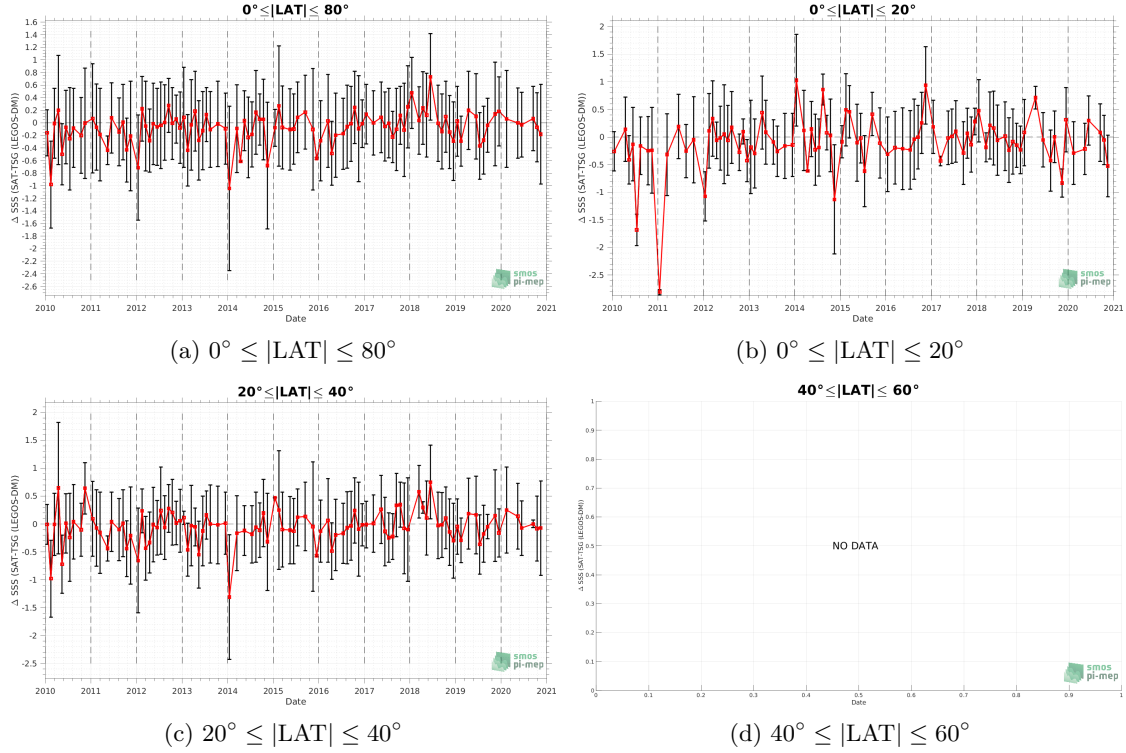 0°≤|LAT|≤ 80°
Δ SSS (SAT-TSG (LEGOS-DM))
1.6
1.4
1.2
1
0.8
0.6
0.4
0.2
0
-0.2
-0.4
-0.6
-0.8
-1
-1.2
-1.4
-1.6
-1.8
-2
-2.2
-2.4
-2.6
2010 2011 2012 2013 2014 2015 2016 2017 2018 2019 2020 2021
Date
smos
pi-mep
(a) 0° ≤ |LAT| ≤ 80°
0°≤|LAT|≤ 20°
Δ SSS (SAT-TSG (LEGOS-DM))
2
1.5
1
0.5
0
-0.5
-1
-1.5
-2
-2.5
2010 2011 2012 2013 2014 2015 2016 2017 2018 2019 2020 2021
Date
smos
pi-mep
(b) 0° ≤ |LAT| ≤ 20°
20°≤|LAT|≤ 40°
Δ SSS (SAT-TSG (LEGOS-DM))
2
1.5
1
0.5
0
-0.5
-1
-1.5
-2
-2.5
2010 2011 2012 2013 2014 2015 2016 2017 2018 2019 2020 2021
Date
smos
pi-mep
(c) 20° ≤ |LAT| ≤ 40°
40°≤|LAT|≤ 60°
Δ SSS (SAT-TSG (LEGOS-DM))
1
0.9
0.8
0.7
0.6
0.5
0.4
0.3
0.2
0.1
0
NO DATA
0 0.1 0.2 0.3 0.4 0.5 0.6 0.7 0.8 0.9 1
Date
smos
pi-mep
(d) 40° ≤ |LAT| ≤ 60°